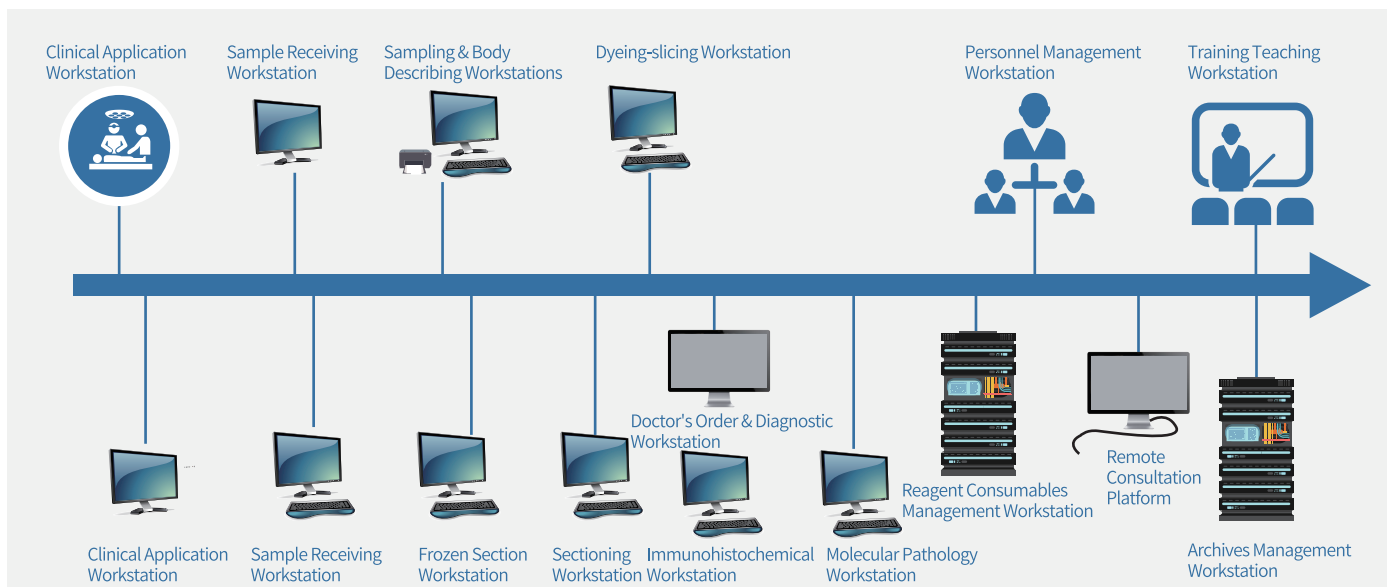 Clinical Application
Workstation
Sample Receiving
Workstation
Sampling & Body
Describing Workstations
Dyeing-slicing Workstation
Personnel Management
Workstation
Training Teaching
Workstation
Doctor's Order & Diagnostic
Workstation
Reagent Consumables
Management Workstation
Remote
Consultation
Platform
Clinical Application
Workstation
Sample Receiving
Workstation
Frozen Section
Workstation
Sectioning
Workstation
Immunohistochemical
Workstation
Molecular Pathology
Workstation
Archives Management
Workstation